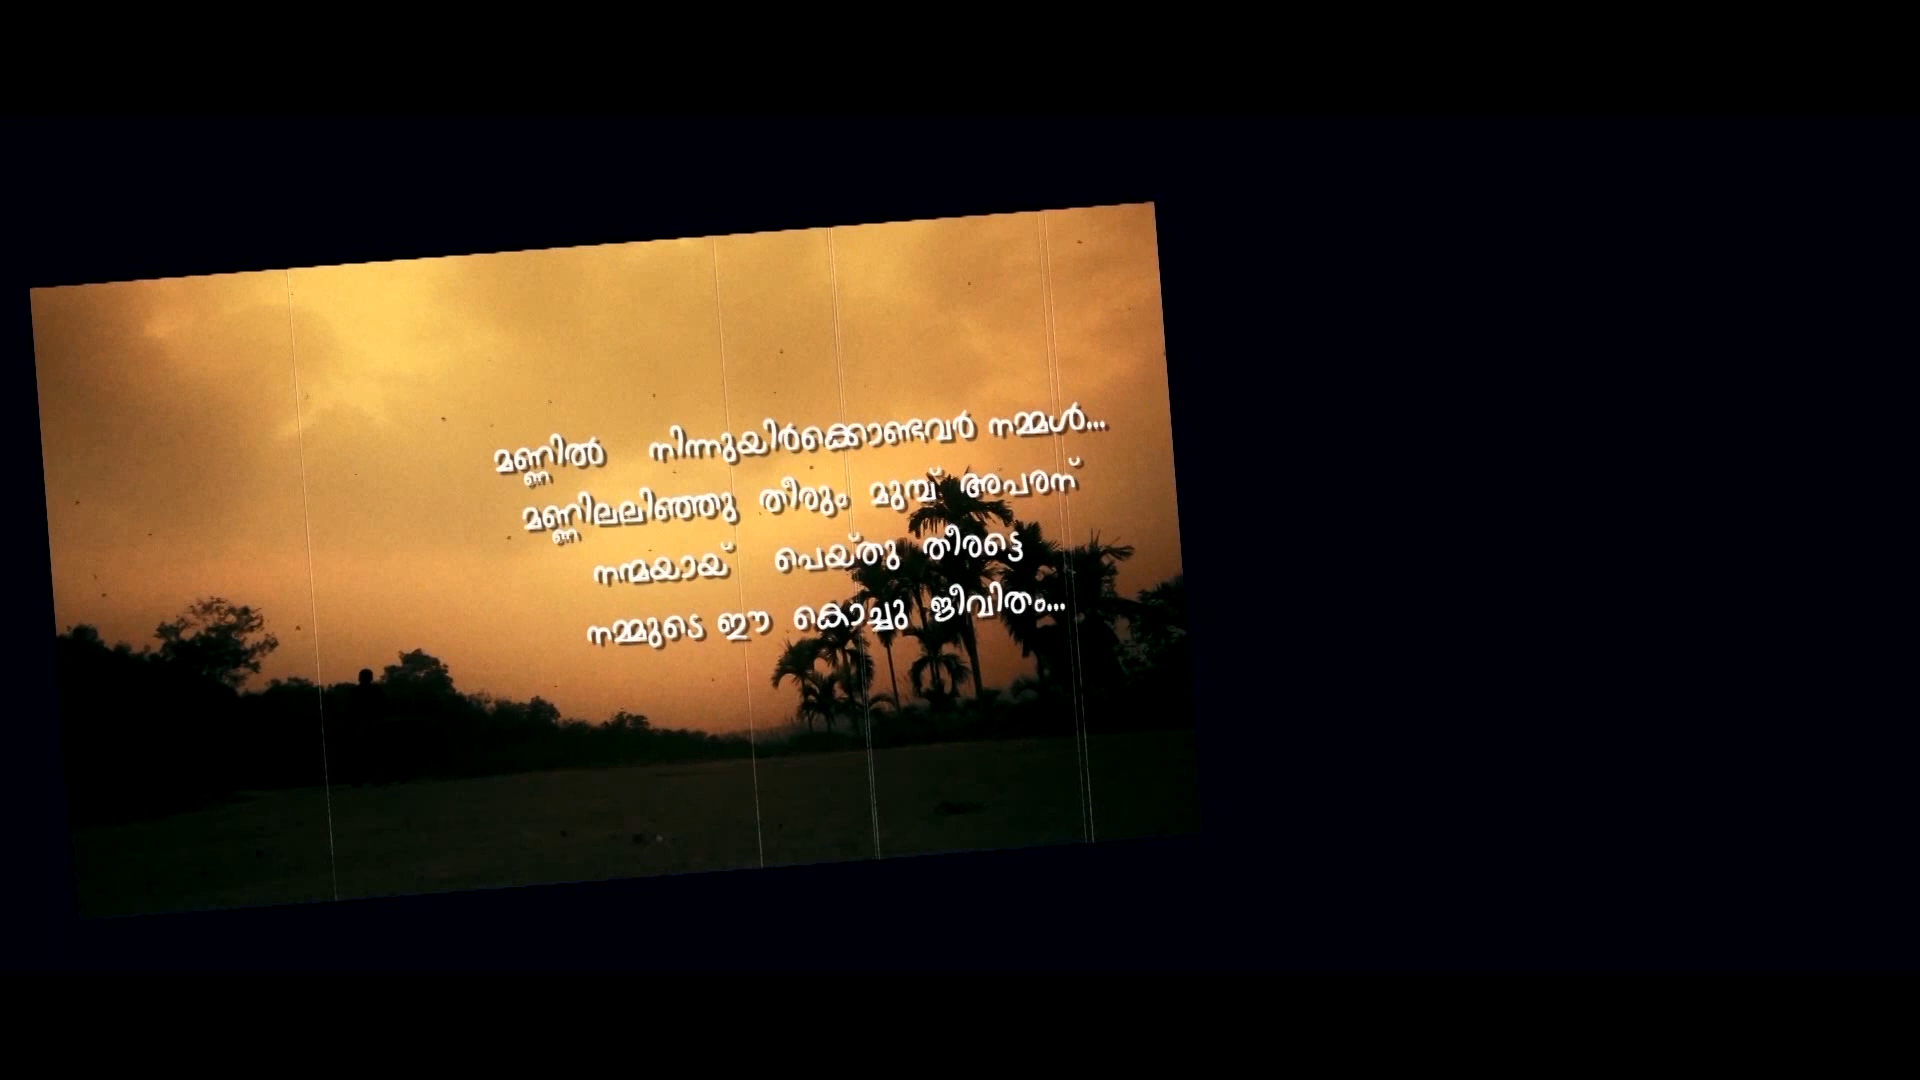 മണ്ണിൽ നിന്നുയിർക്കൊണ്ടവർ നമ്മൾ...
മണ്ണിലലിഞ്ഞു തീരും മുമ്പ് അപരന്
നന്മയായ് പെയ്തു തീരട്ടെ
നമ്മുടെ ഈ കൊച്ചു ജീവിതം...